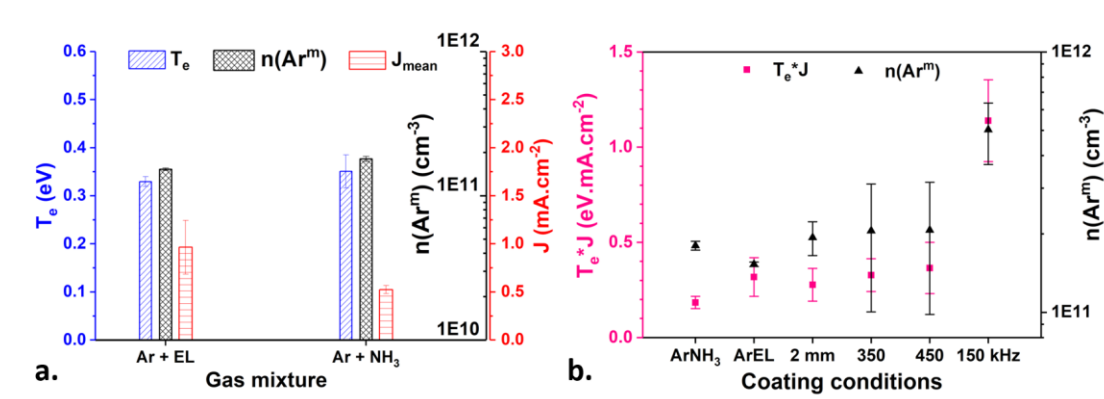 0.6
0.5
0.4
0.3
0.2
0.1
0.0
Tₑ (eV)
Tₑ
n(Arᵐ)
J_mean
1E12
1E11
1E10
n(Arᵐ) (cm⁻³)
3.0
2.5
2.0
1.5
1.0
0.5
0.0
J (mA.cm⁻²)
Ar + EL
Ar + NH₃
Gas mixture
a.
1.5
1.0
0.5
0.0
Tₑ*J (eV.mA.cm⁻²)
Tₑ*J
n(Arᵐ)
1E12
1E11
n(Arᵐ) (cm⁻³)
ArNH₃ ArEL 2 mm 350 450 150 kHz
Coating conditions
b.